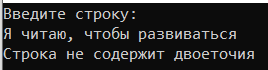 Введите строку:
Я читаю, чтобы развиваться
Строка не содержит двоеточия